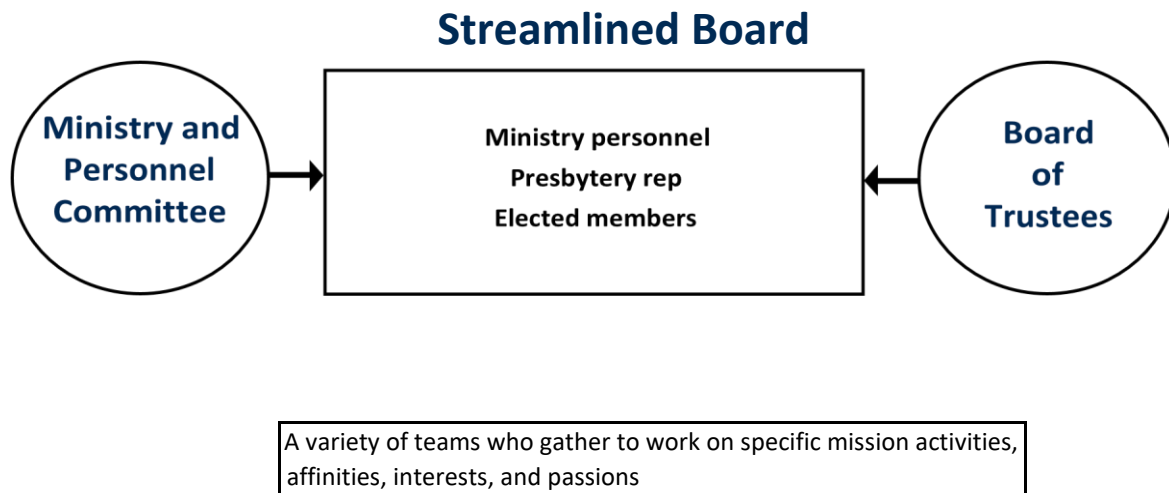 Streamlined Board
Ministry and
Personnel
Committee
Ministry personnel
Presbytery rep
Elected members
Board
of
Trustees
A variety of teams who gather to work on specific mission activities,
affinities, interests, and passions